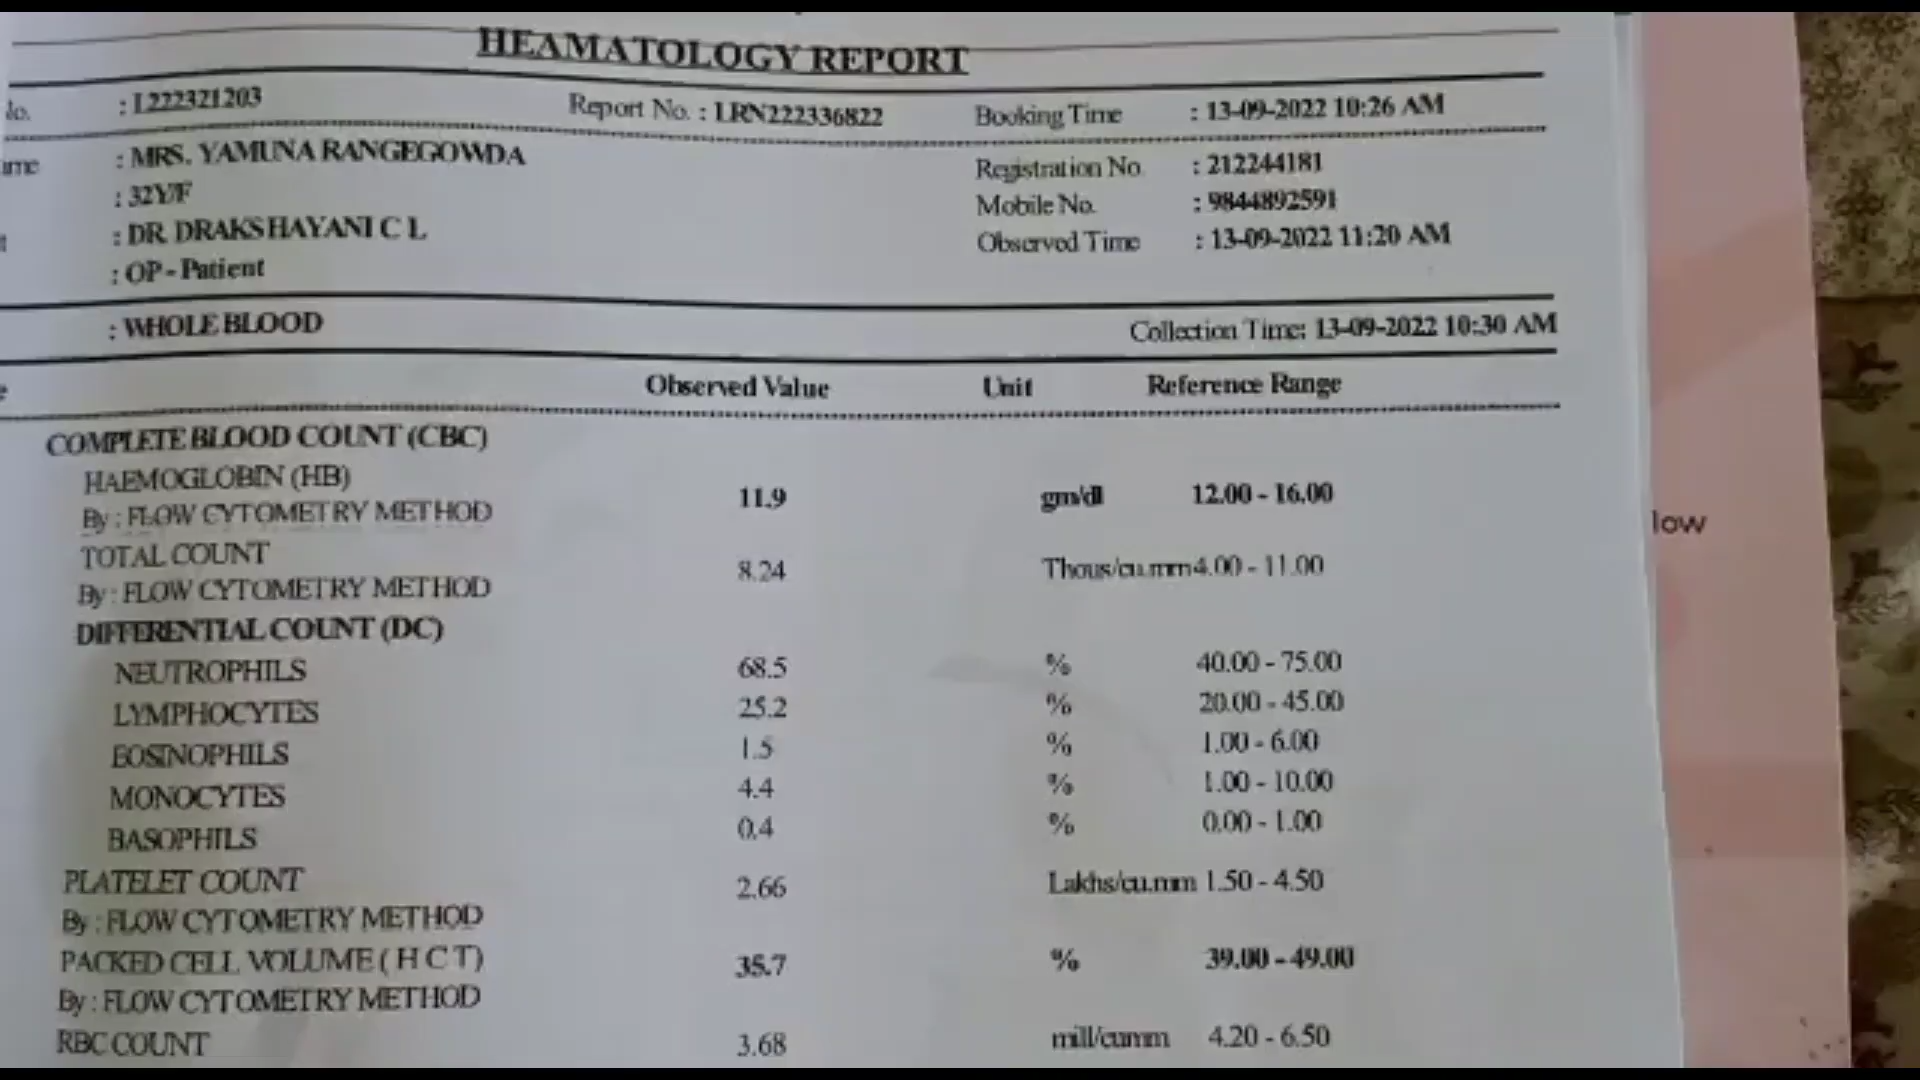 HEAMATOLOGY REPORT
No. : L222321203 Report No. : LRN222336822 Booking Time : 13-09-2022 10:26 AM
: MRS. YAMUNA RANGEGOWDA Registration No. : 212244181
: 32Y/F Mobile No. : 9844892591
: DR. DRAKSHAYANI C L Observed Time : 13-09-2022 11:20 AM
: OP - Patient
: WHOLE BLOOD Collection Time: 13-09-2022 10:30 AM
Observed Value Unit Reference Range
COMPLETE BLOOD COUNT (CBC)
HAEMOGLOBIN (HB) 11.9 gm/dl 12.00 - 16.00
By : FLOW CYTOMETRY METHOD
TOTAL COUNT 8.24 Thous/cu.mm 4.00 - 11.00
By : FLOW CYTOMETRY METHOD
DIFFERENTIAL COUNT (DC)
NEUTROPHILS 68.5 % 40.00 - 75.00
LYMPHOCYTES 25.2 % 20.00 - 45.00
EOSINOPHILS 1.5 % 1.00 - 6.00
MONOCYTES 4.4 % 1.00 - 10.00
BASOPHILS 0.4 % 0.00 - 1.00
PLATELET COUNT 2.66 Lakhs/cu.mm 1.50 - 4.50
By : FLOW CYTOMETRY METHOD
PACKED CELL VOLUME ( H C T) 35.7 % 39.00 - 49.00
By : FLOW CYTOMETRY METHOD
RBC COUNT 3.68 mill/cumm 4.20 - 6.50
low